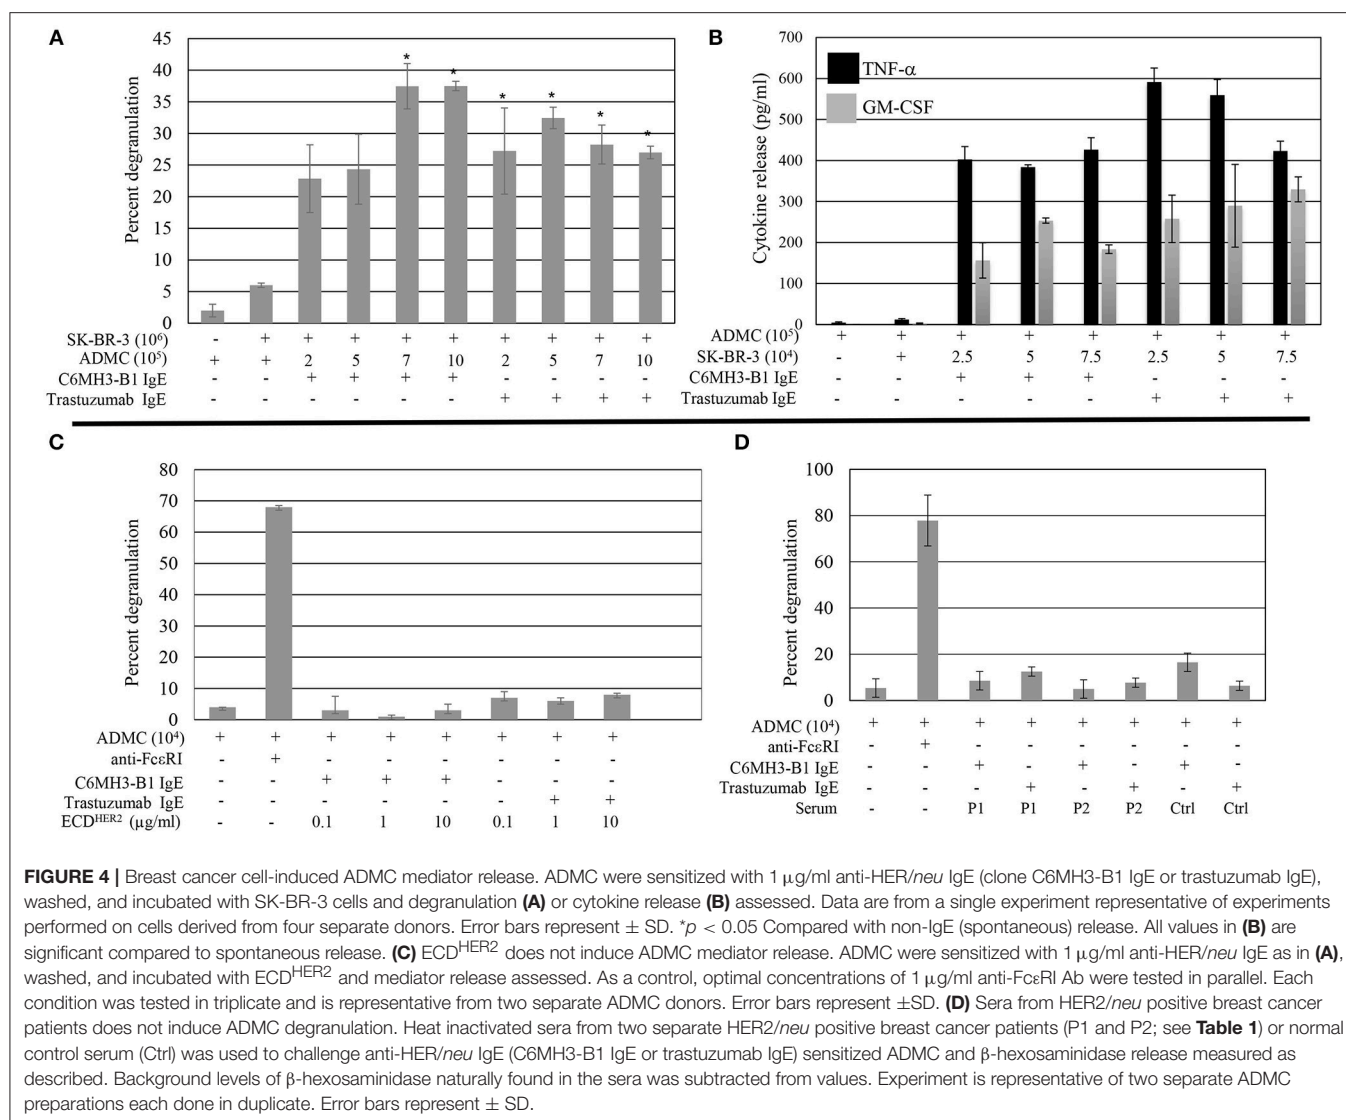 A
45
40
35
30
25
20
15
10
5
0
Percent degranulation
* * * * * *
SK-BR-3 (10⁶) - + + + + + + + + +
ADMC (10⁵) + + 2 5 7 10 2 5 7 10
C6MH3-B1 IgE - - + + + + - - - -
Trastuzumab IgE - - - - - - + + + +
B
700
600
500
400
300
200
100
0
Cytokine release (pg/ml)
TNF-α
GM-CSF
ADMC (10⁵) + + + + + + + +
SK-BR-3 (10⁴) - + 2.5 5 7.5 2.5 5 7.5
C6MH3-B1 IgE - - + + + - - -
Trastuzumab IgE - - - - - + + +
C
80
70
60
50
40
30
20
10
0
Percent degranulation
ADMC (10⁴) + + + + + + + +
anti-FcεRI - + - - - - - -
C6MH3-B1 IgE - - + + + - - -
Trastuzumab IgE - - - - - - + +
ECDᴴᴱᴿ² (μg/ml) - - 0.1 1 10 0.1 1 10
D
100
80
60
40
20
0
Percent degranulation
ADMC (10⁴) + + + + + + + +
anti-FcεRI - + - - - - - -
C6MH3-B1 IgE - - + - + - + -
Trastuzumab IgE - - - + - + - +
Serum - - P1 P1 P2 P2 Ctrl Ctrl
FIGURE 4 | Breast cancer cell-induced ADMC mediator release. ADMC were sensitized with 1 μg/ml anti-HER/neu IgE (clone C6MH3-B1 IgE or trastuzumab IgE),
washed, and incubated with SK-BR-3 cells and degranulation (A) or cytokine release (B) assessed. Data are from a single experiment representative of experiments
performed on cells derived from four separate donors. Error bars represent ± SD. *p < 0.05 Compared with non-IgE (spontaneous) release. All values in (B) are
significant compared to spontaneous release. (C) ECDᴴᴱᴿ² does not induce ADMC mediator release. ADMC were sensitized with 1 μg/ml anti-HER/neu IgE as in (A),
washed, and incubated with ECDᴴᴱᴿ² and mediator release assessed. As a control, optimal concentrations of 1 μg/ml anti-FcεRI Ab were tested in parallel. Each
condition was tested in triplicate and is representative from two separate ADMC donors. Error bars represent ±SD. (D) Sera from HER2/neu positive breast cancer
patients does not induce ADMC degranulation. Heat inactivated sera from two separate HER2/neu positive breast cancer patients (P1 and P2; see Table 1) or normal
control serum (Ctrl) was used to challenge anti-HER/neu IgE (C6MH3-B1 IgE or trastuzumab IgE) sensitized ADMC and β-hexosaminidase release measured as
described. Background levels of β-hexosaminidase naturally found in the sera was subtracted from values. Experiment is representative of two separate ADMC
preparations each done in duplicate. Error bars represent ± SD.